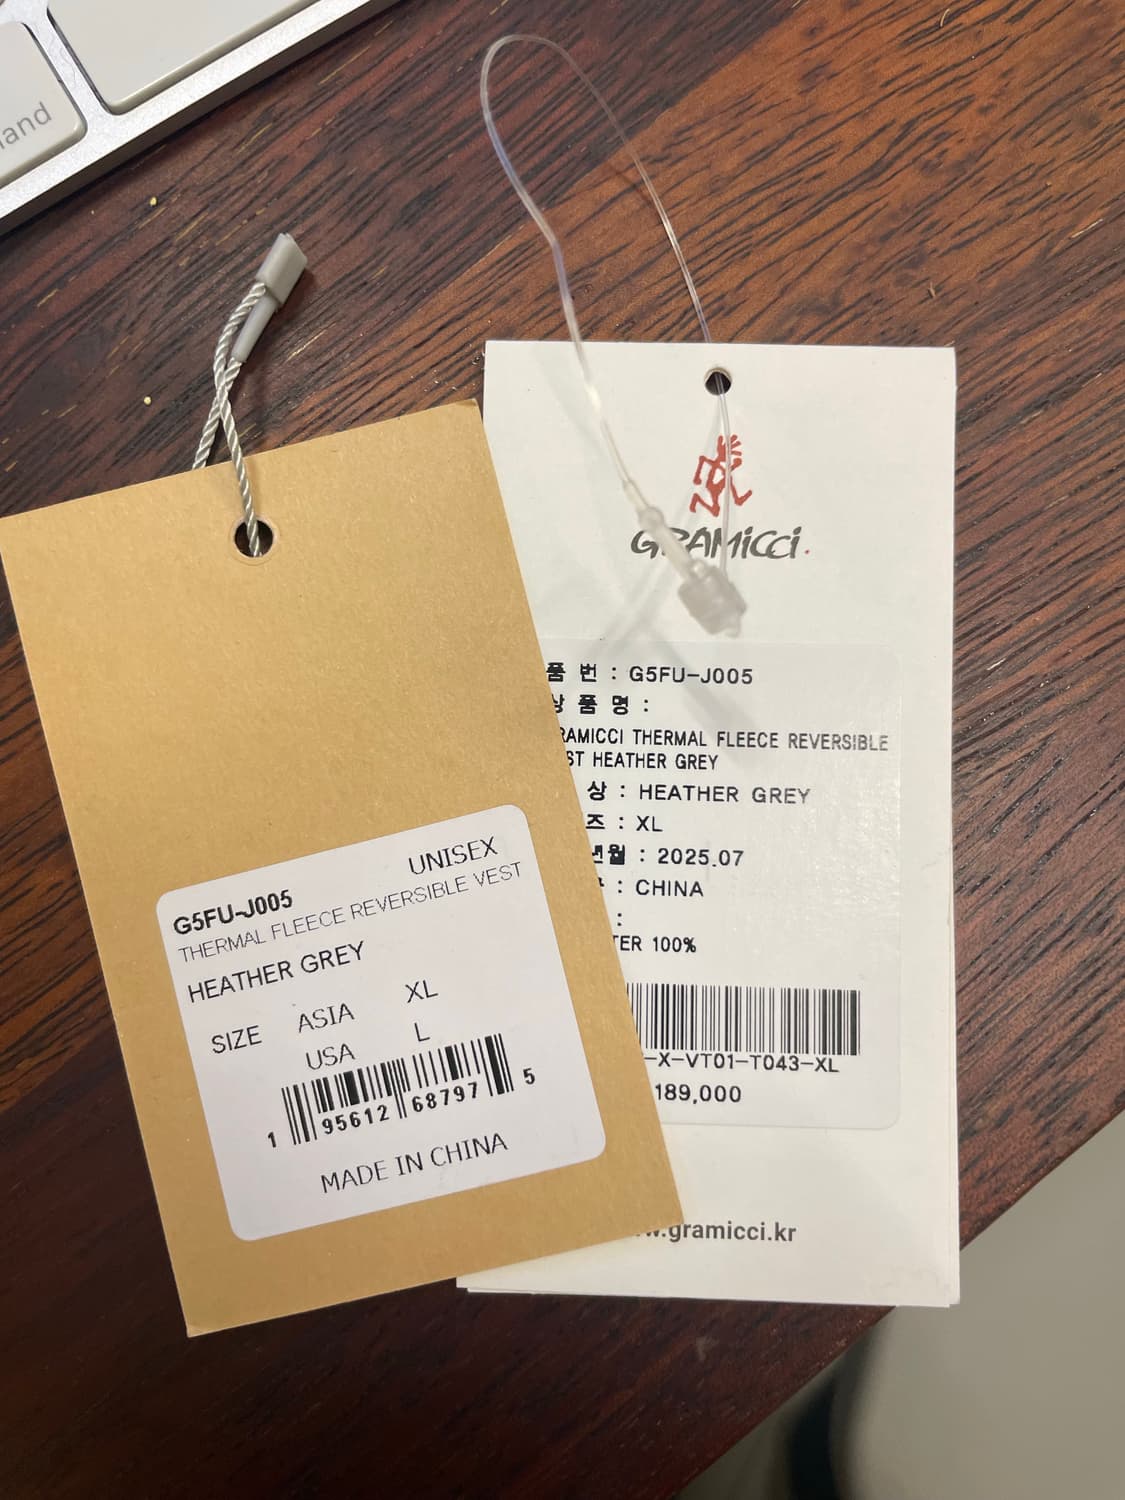 GRAMiCCi.
품 번 : G5FU-J005
상 품 명 :
RAMICCI THERMAL FLEECE REVERSIBLE
ST HEATHER GREY
상 : HEATHER GREY
즈 : XL
년월 : 2025.07
: CHINA
:
TER 100%
-X-VT01-T043-XL
189,000
w.gramicci.kr
UNISEX
G5FU-J005
THERMAL FLEECE REVERSIBLE VEST
HEATHER GREY
SIZE ASIA XL
USA L
1 95612 68797 5
MADE IN CHINA